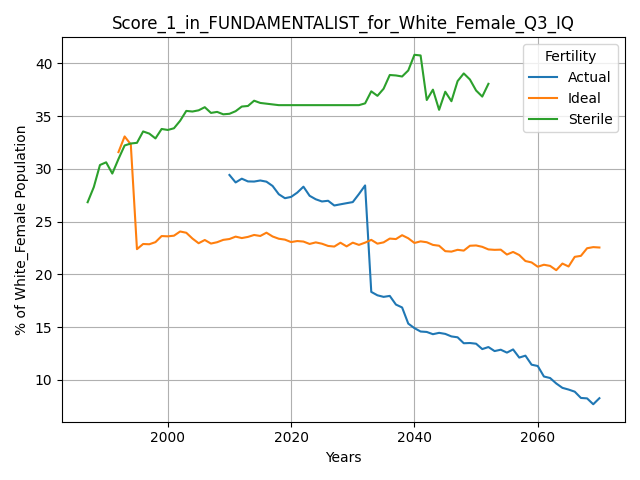 Score_1_in_FUNDAMENTALIST_for_White_Female_Q3_IQ
% of White_Female Population
40
35
30
25
20
15
10
Fertility
Actual
Ideal
Sterile
2000
2020
2040
2060
Years